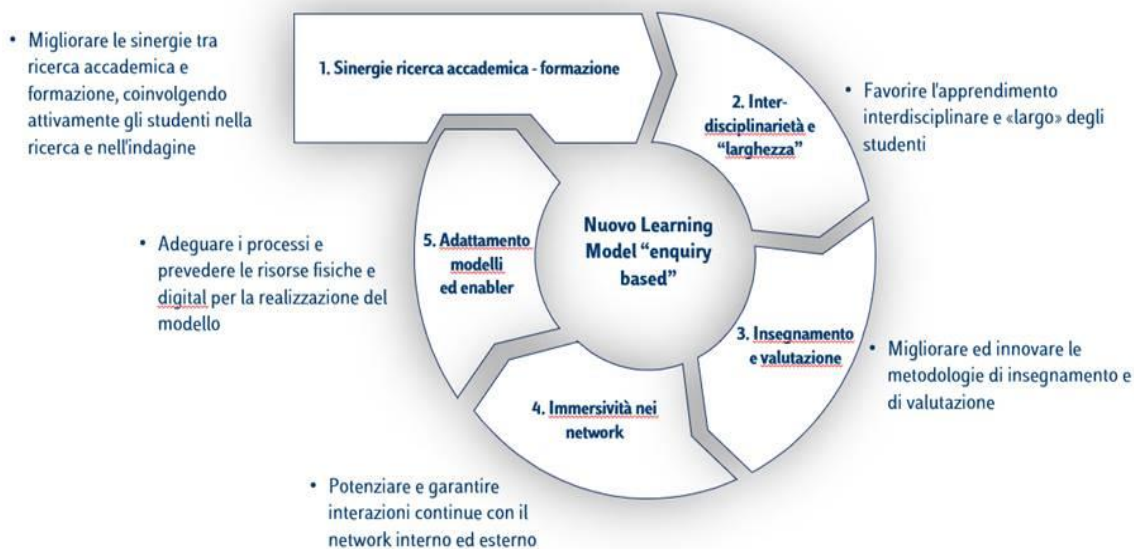 • Migliorare le sinergie tra
ricerca accademica e
formazione, coinvolgendo
attivamente gli studenti nella
ricerca e nell'indagine
1. Sinergie ricerca accademica - formazione
2. Inter-
disciplinarietà e
“larghezza”
• Favorire l'apprendimento
interdisciplinare e «largo» degli
studenti
Nuovo Learning
Model “enquiry
based”
3. Insegnamento
e valutazione
• Migliorare ed innovare le
metodologie di insegnamento e
di valutazione
4. Immersività nei
network
• Potenziare e garantire
interazioni continue con il
network interno ed esterno
5. Adattamento
modelli
ed enabler
• Adeguare i processi e
prevedere le risorse fisiche e
digital per la realizzazione del
modello